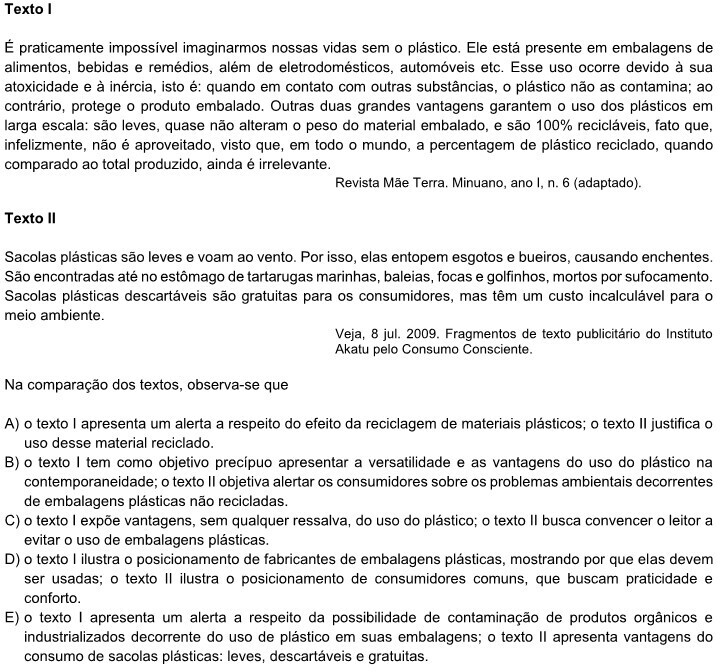 Texto I
É praticamente impossível imaginarmos nossas vidas sem o plástico. Ele está presente em embalagens de
alimentos, bebidas e remédios, além de eletrodomésticos, automóveis etc. Esse uso ocorre devido à sua
atoxicidade e à inércia, isto é: quando em contato com outras substâncias, o plástico não as contamina; ao
contrário, protege o produto embalado. Outras duas grandes vantagens garantem o uso dos plásticos em
larga escala: são leves, quase não alteram o peso do material embalado, e são 100% recicláveis, fato que,
infelizmente, não é aproveitado, visto que, em todo o mundo, a percentagem de plástico reciclado, quando
comparado ao total produzido, ainda é irrelevante.
Revista Mãe Terra. Minuano, ano I, n. 6 (adaptado).
Texto II
Sacolas plásticas são leves e voam ao vento. Por isso, elas entopem esgotos e bueiros, causando enchentes.
São encontradas até no estômago de tartarugas marinhas, baleias, focas e golfinhos, mortos por sufocamento.
Sacolas plásticas descartáveis são gratuitas para os consumidores, mas têm um custo incalculável para o
meio ambiente.
Veja, 8 jul. 2009. Fragmentos de texto publicitário do Instituto
Akatu pelo Consumo Consciente.
Na comparação dos textos, observa-se que
A) o texto I apresenta um alerta a respeito do efeito da reciclagem de materiais plásticos; o texto II justifica o
uso desse material reciclado.
B) o texto I tem como objetivo precípuo apresentar a versatilidade e as vantagens do uso do plástico na
contemporaneidade; o texto II objetiva alertar os consumidores sobre os problemas ambientais decorrentes
de embalagens plásticas não recicladas.
C) o texto I expõe vantagens, sem qualquer ressalva, do uso do plástico; o texto II busca convencer o leitor a
evitar o uso de embalagens plásticas.
D) o texto I ilustra o posicionamento de fabricantes de embalagens plásticas, mostrando por que elas devem
ser usadas; o texto II ilustra o posicionamento de consumidores comuns, que buscam praticidade e
conforto.
E) o texto I apresenta um alerta a respeito da possibilidade de contaminação de produtos orgânicos e
industrializados decorrente do uso de plástico em suas embalagens; o texto II apresenta vantagens do
consumo de sacolas plásticas: leves, descartáveis e gratuitas.